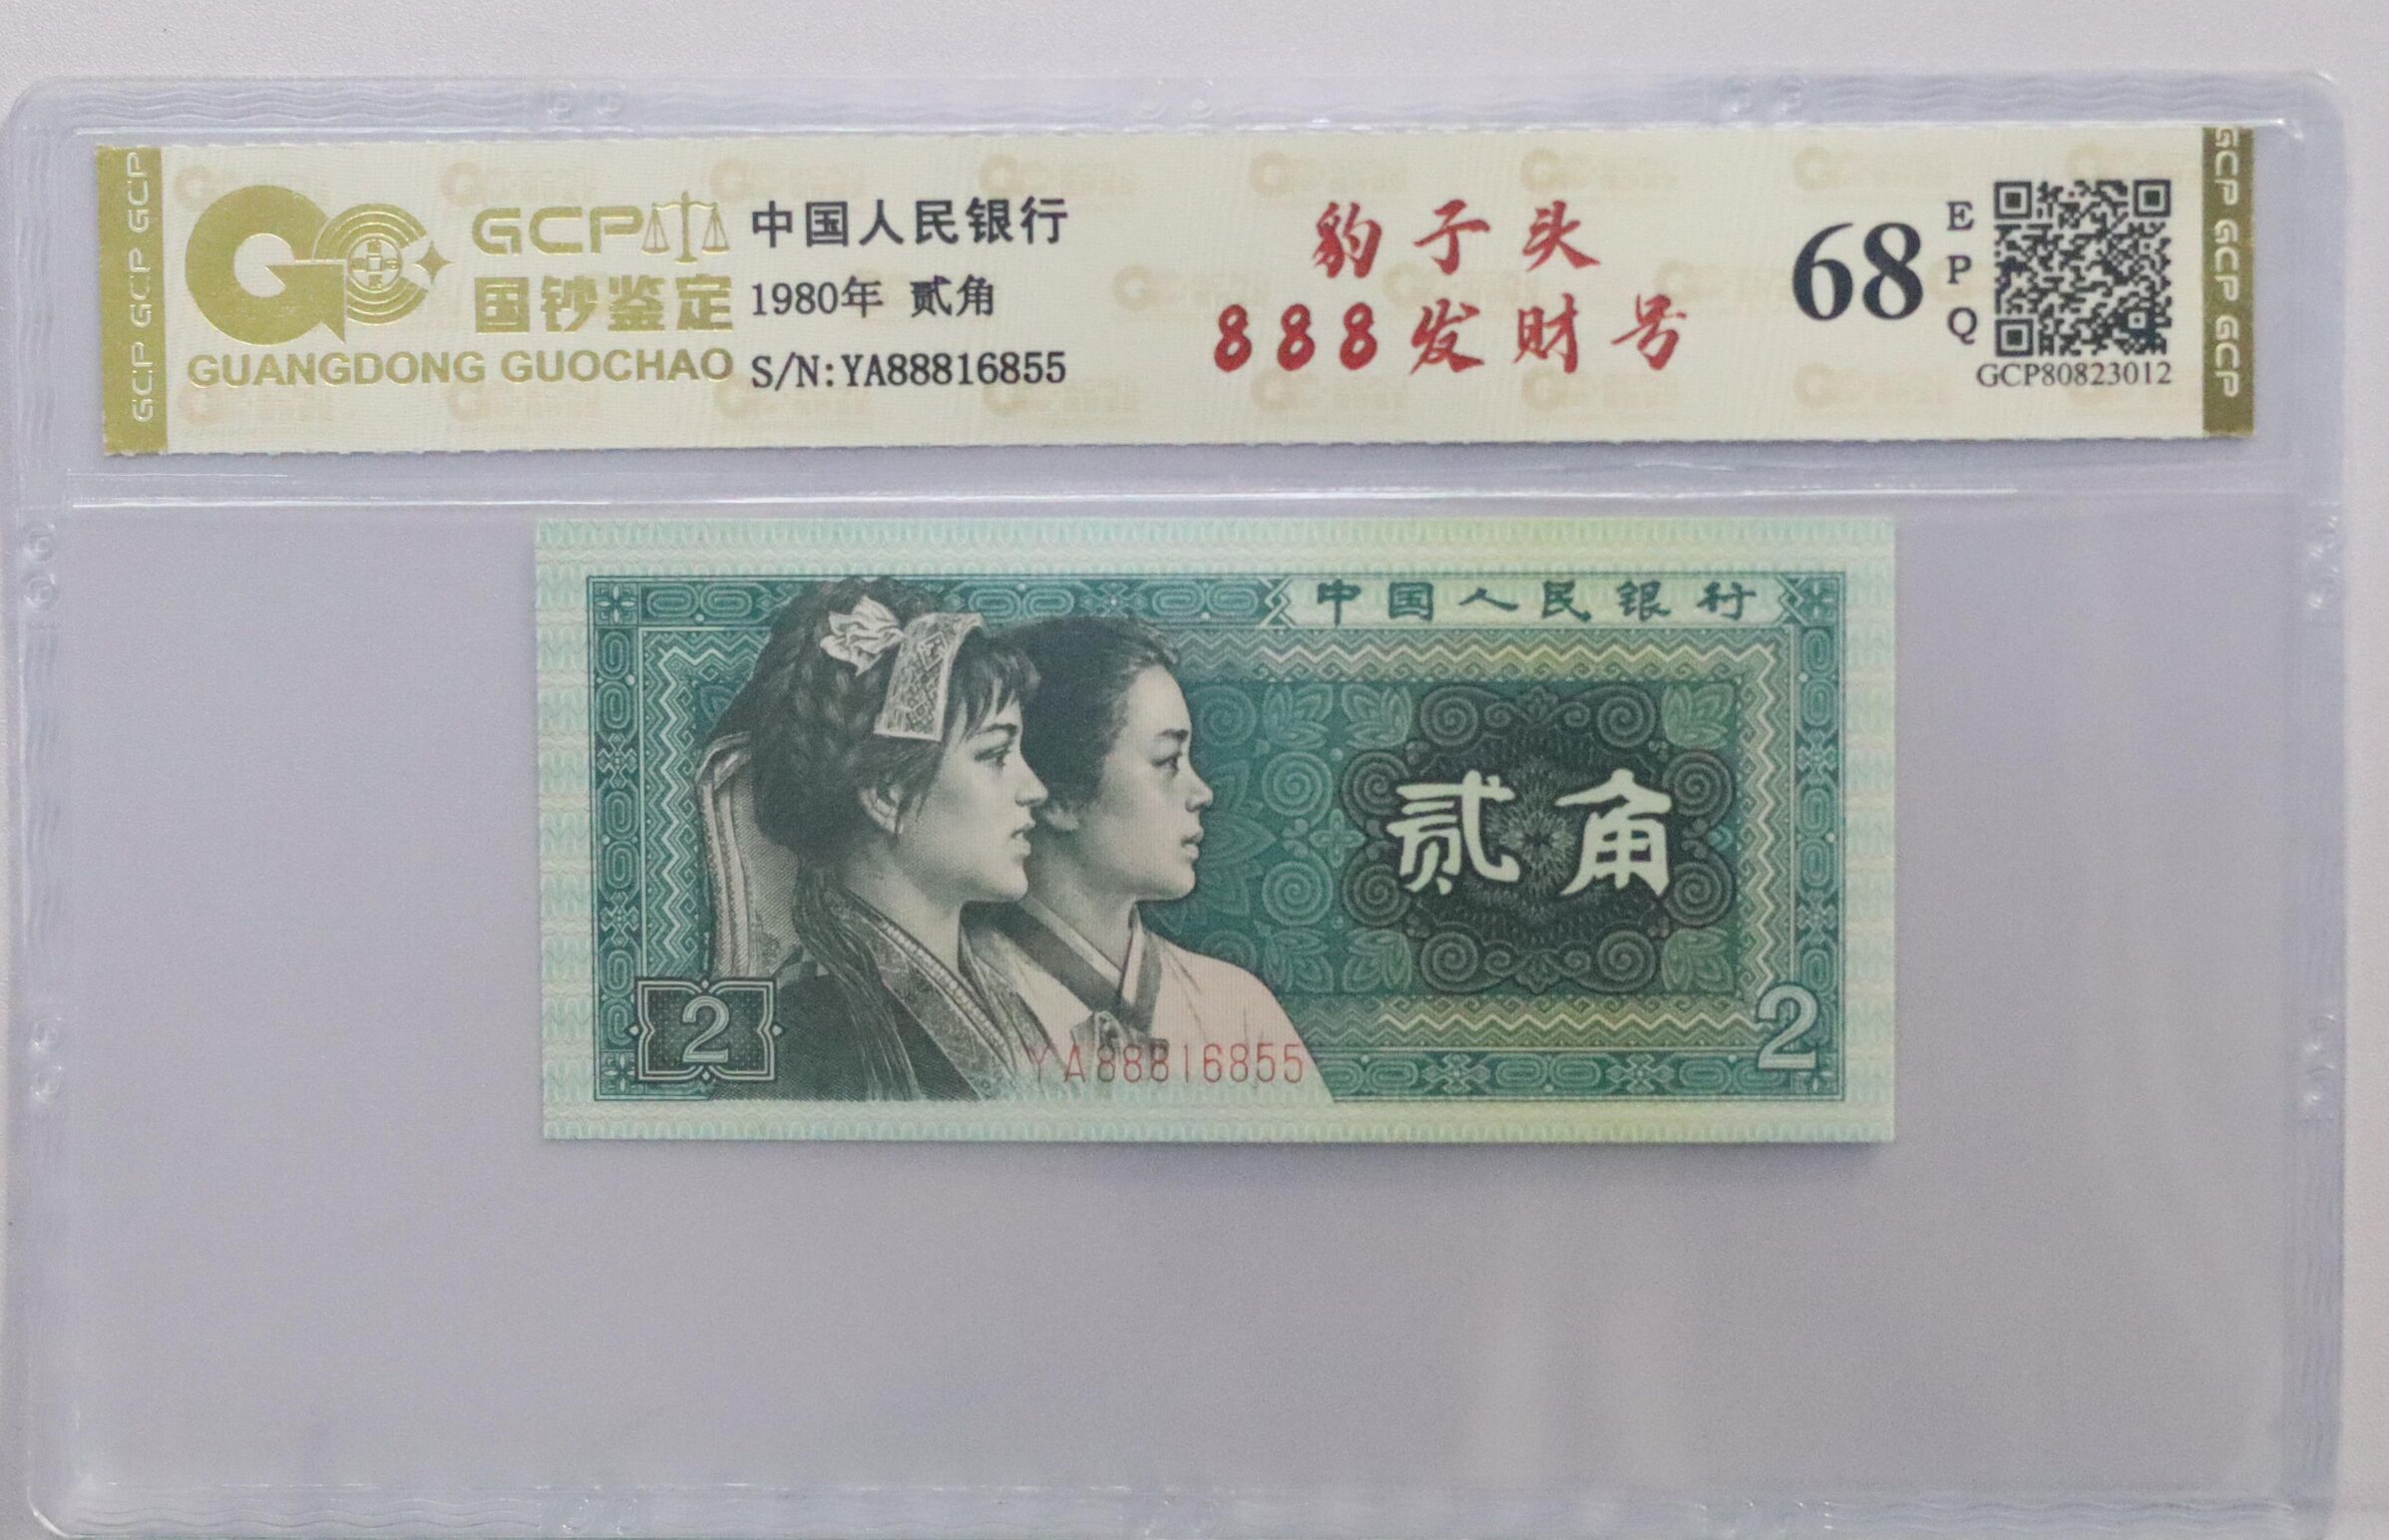 GCP GCP GCP
GCP
国钞鉴定
GUANGDONG GUOCHAO
中国人民银行
1980年 贰角
S/N:YA88816855
豹子头
888发财号
68
EPQ
GCP80823012
GCP GCP GCP
中国人民银行
贰角
2
YA88816855
2